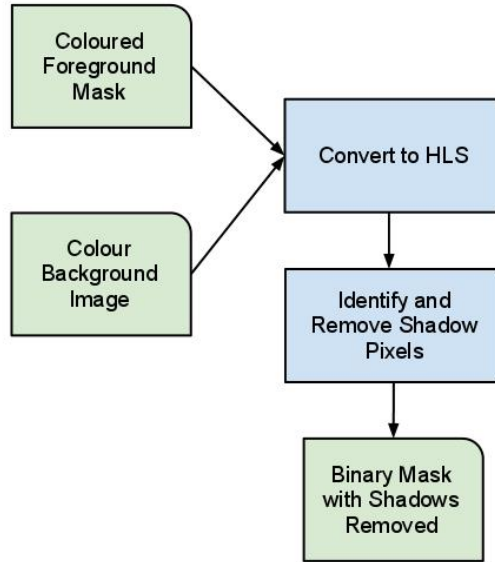 Coloured
Foreground
Mask
Convert to HLS
Colour
Background
Image
Identify and
Remove Shadow
Pixels
Binary Mask
with Shadows
Removed